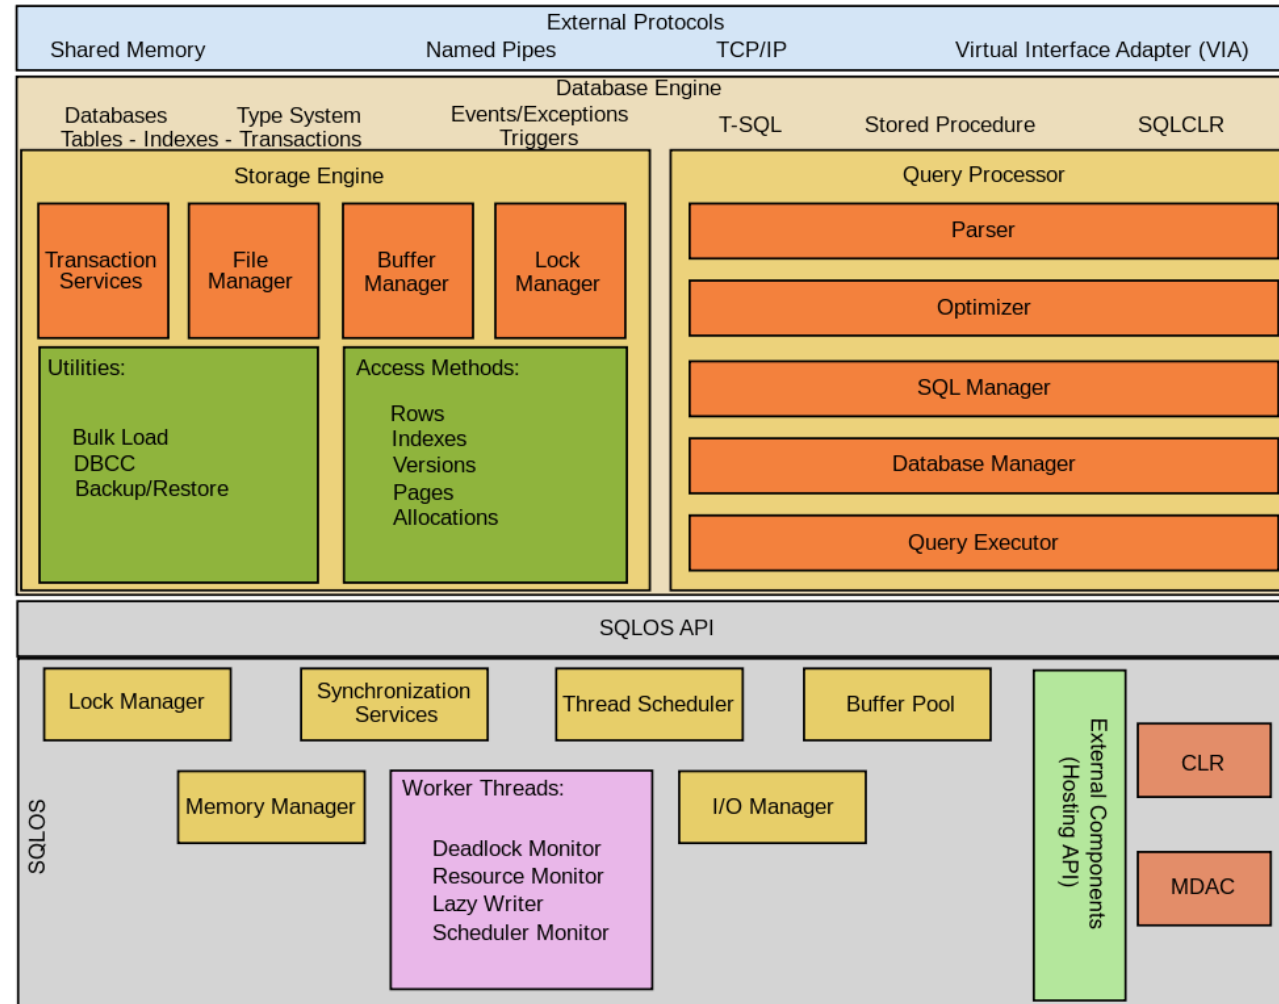 External Protocols
Shared Memory
Named Pipes
TCP/IP
Virtual Interface Adapter (VIA)
Database Engine
Databases
Type System
Tables - Indexes - Transactions
Events/Exceptions
Triggers
T-SQL
Stored Procedure
SQLCLR
Storage Engine
Transaction
Services
File
Manager
Buffer
Manager
Lock
Manager
Utilities:
Bulk Load
DBCC
Backup/Restore
Access Methods:
Rows
Indexes
Versions
Pages
Allocations
Query Processor
Parser
Optimizer
SQL Manager
Database Manager
Query Executor
SQLOS API
SQLOS
Lock Manager
Synchronization
Services
Thread Scheduler
Buffer Pool
Memory Manager
Worker Threads:
Deadlock Monitor
Resource Monitor
Lazy Writer
Scheduler Monitor
I/O Manager
External Components
(Hosting API)
CLR
MDAC